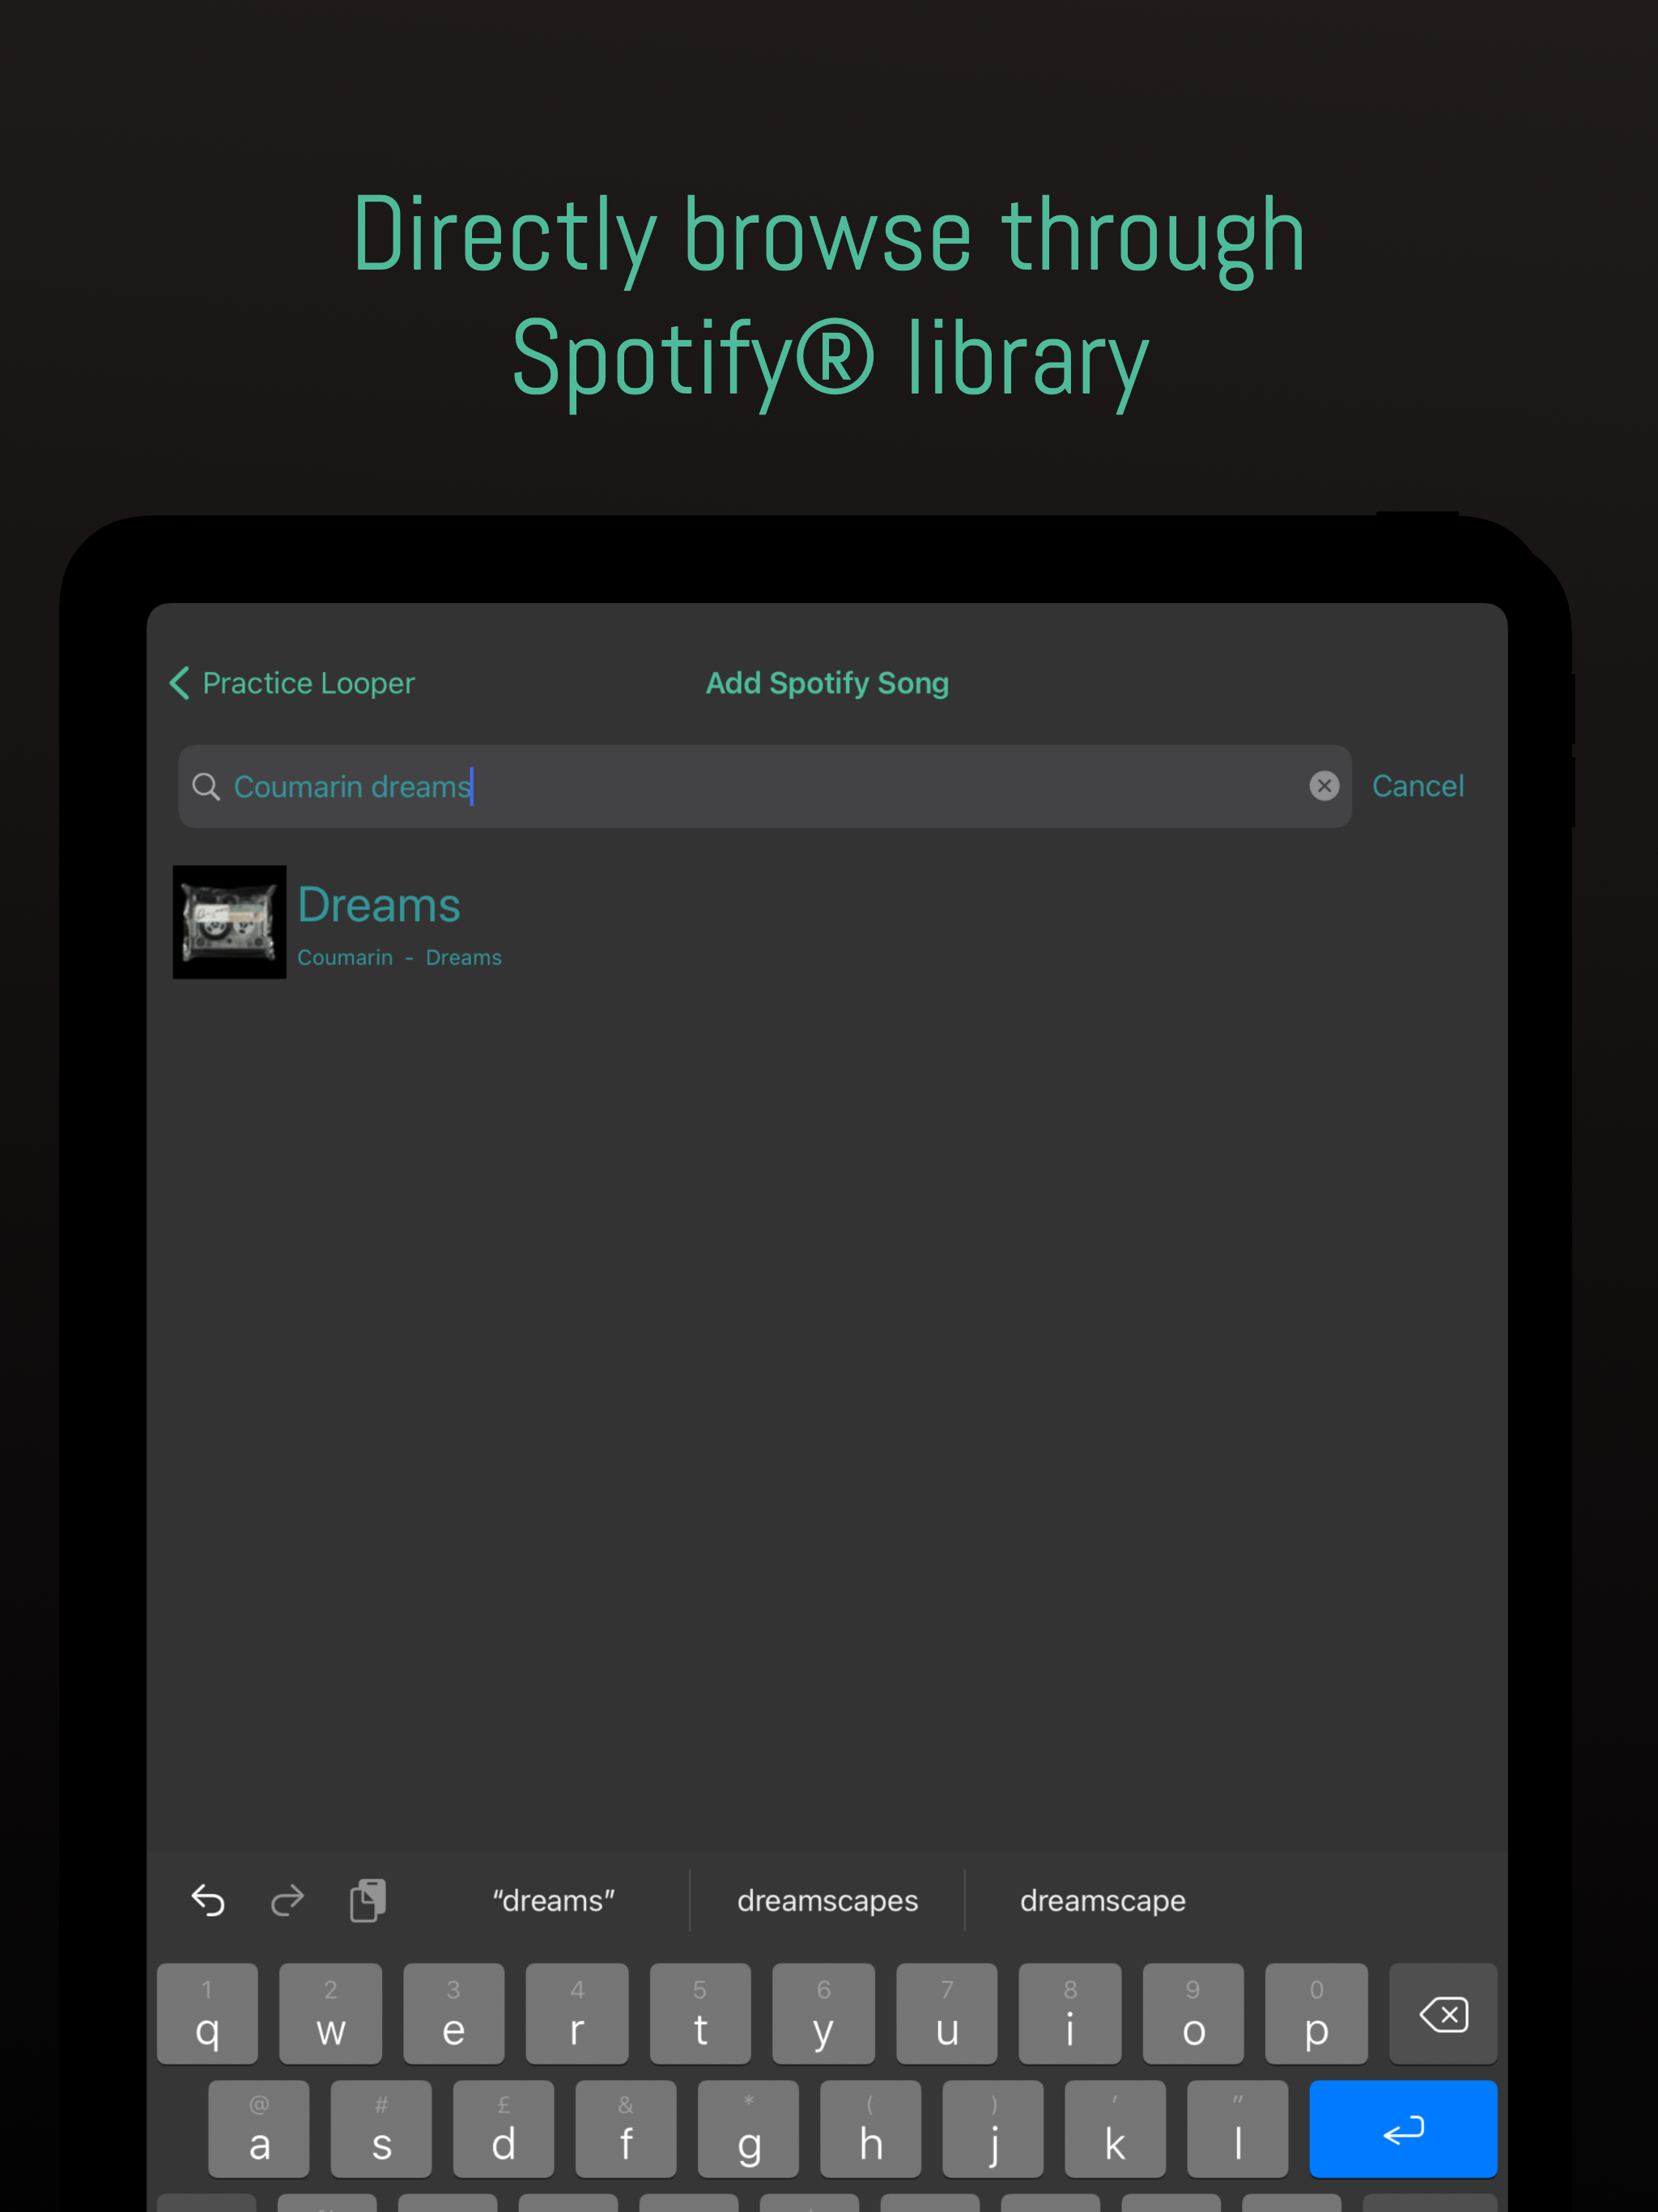 Directly browse through
Spotify® library
Practice Looper
Add Spotify Song
Coumarin dreams
Cancel
Dreams
Coumarin - Dreams
“dreams” dreamscapes dreamscape
1 2 3 4 5 6 7 8 9 0
q w e r t y u i o p
@ # £ & * ( ) ' "
a s d f g h j k l